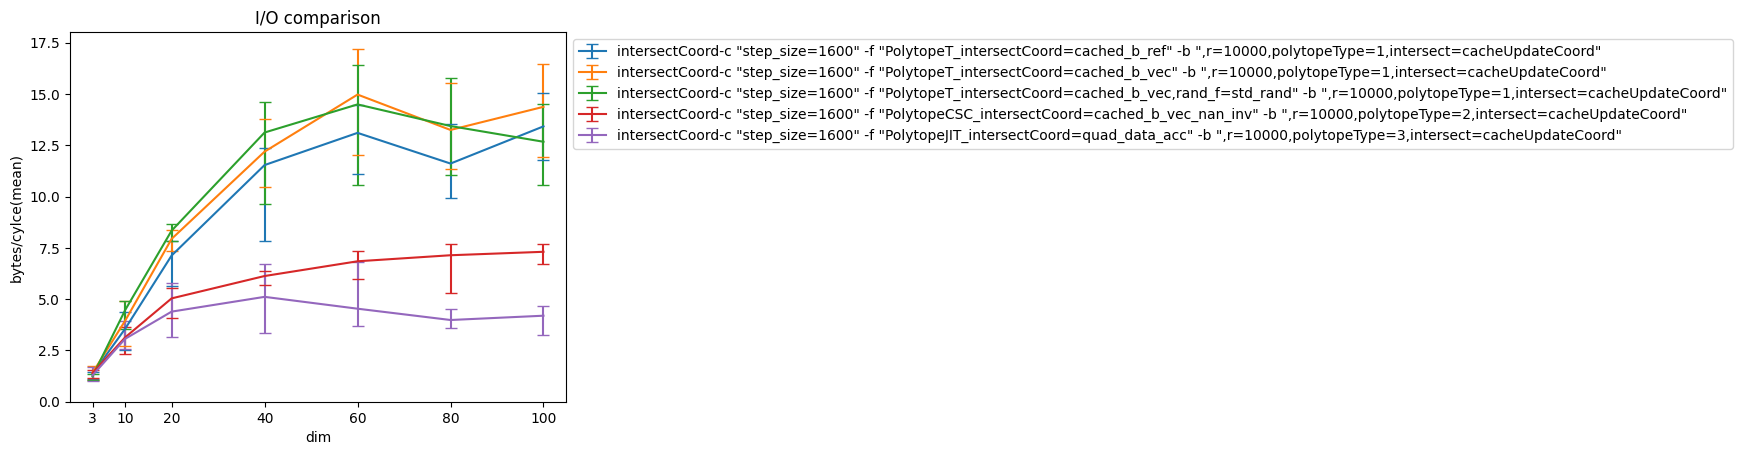 I/O comparison
17.5
15.0
12.5
10.0
7.5
5.0
2.5
0.0
bytes/cylce(mean)
3 10 20 40 60 80 100
dim
intersectCoord-c "step_size=1600" -f "PolytopeT_intersectCoord=cached_b_ref" -b ",r=10000,polytopeType=1,intersect=cacheUpdateCoord"
intersectCoord-c "step_size=1600" -f "PolytopeT_intersectCoord=cached_b_vec" -b ",r=10000,polytopeType=1,intersect=cacheUpdateCoord"
intersectCoord-c "step_size=1600" -f "PolytopeT_intersectCoord=cached_b_vec,rand_f=std_rand" -b ",r=10000,polytopeType=1,intersect=cacheUpdateCoord"
intersectCoord-c "step_size=1600" -f "PolytopeCSC_intersectCoord=cached_b_vec_nan_inv" -b ",r=10000,polytopeType=2,intersect=cacheUpdateCoord"
intersectCoord-c "step_size=1600" -f "PolytopeJIT_intersectCoord=quad_data_acc" -b ",r=10000,polytopeType=3,intersect=cacheUpdateCoord"